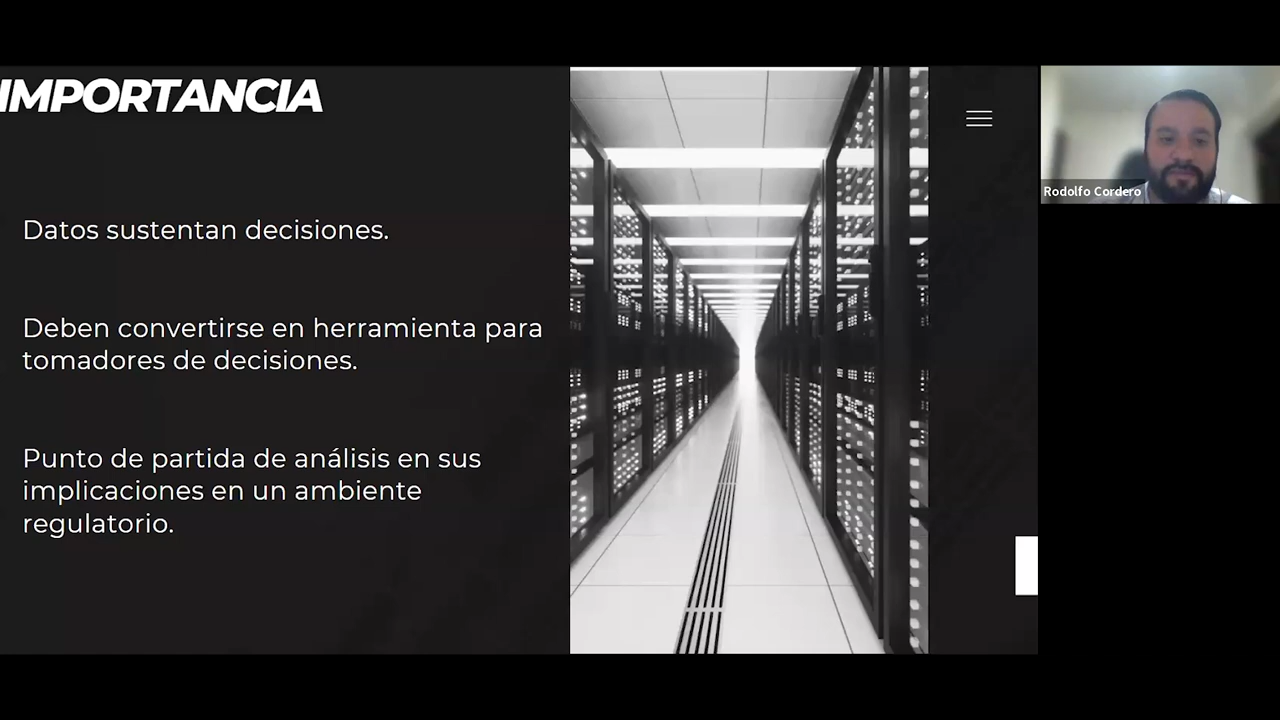 IMPORTANCIA
Datos sustentan decisiones.
Deben convertirse en herramienta para
tomadores de decisiones.
Punto de partida de análisis en sus
implicaciones en un ambiente
regulatorio.
Rodolfo Cordero